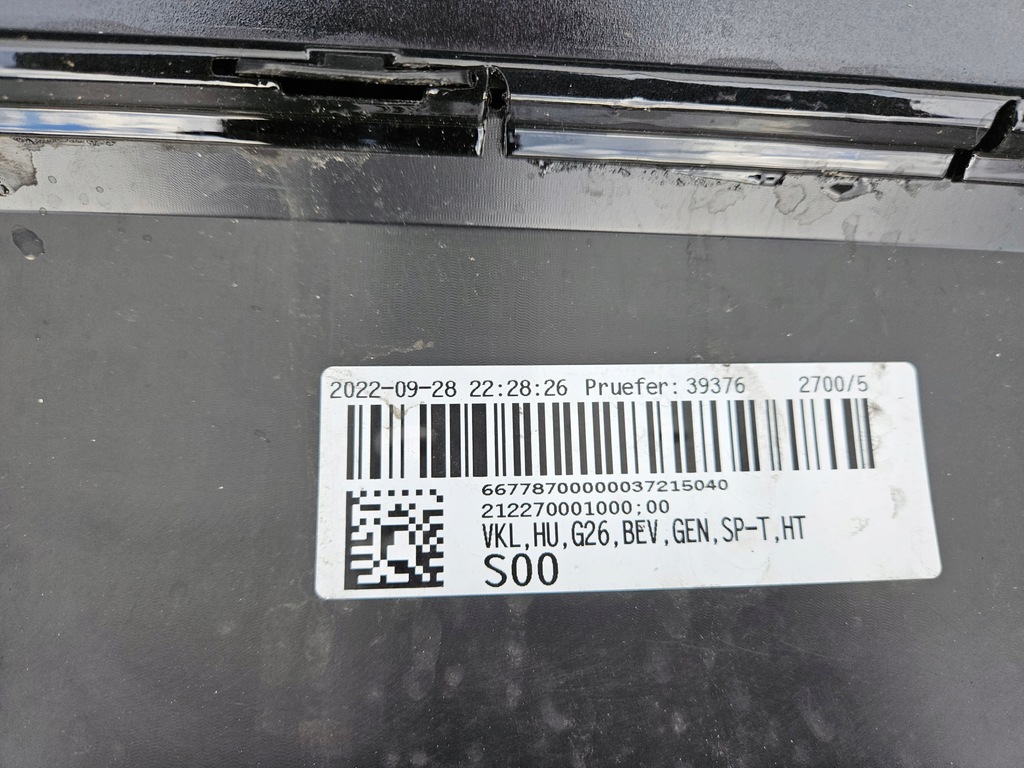 2022-09-28 22:28:26 Pruefer: 39376 2700/5
66778700000037215040
212270001000;00
VKL,HU,G26,BEV,GEN,SP-T,HT
S00